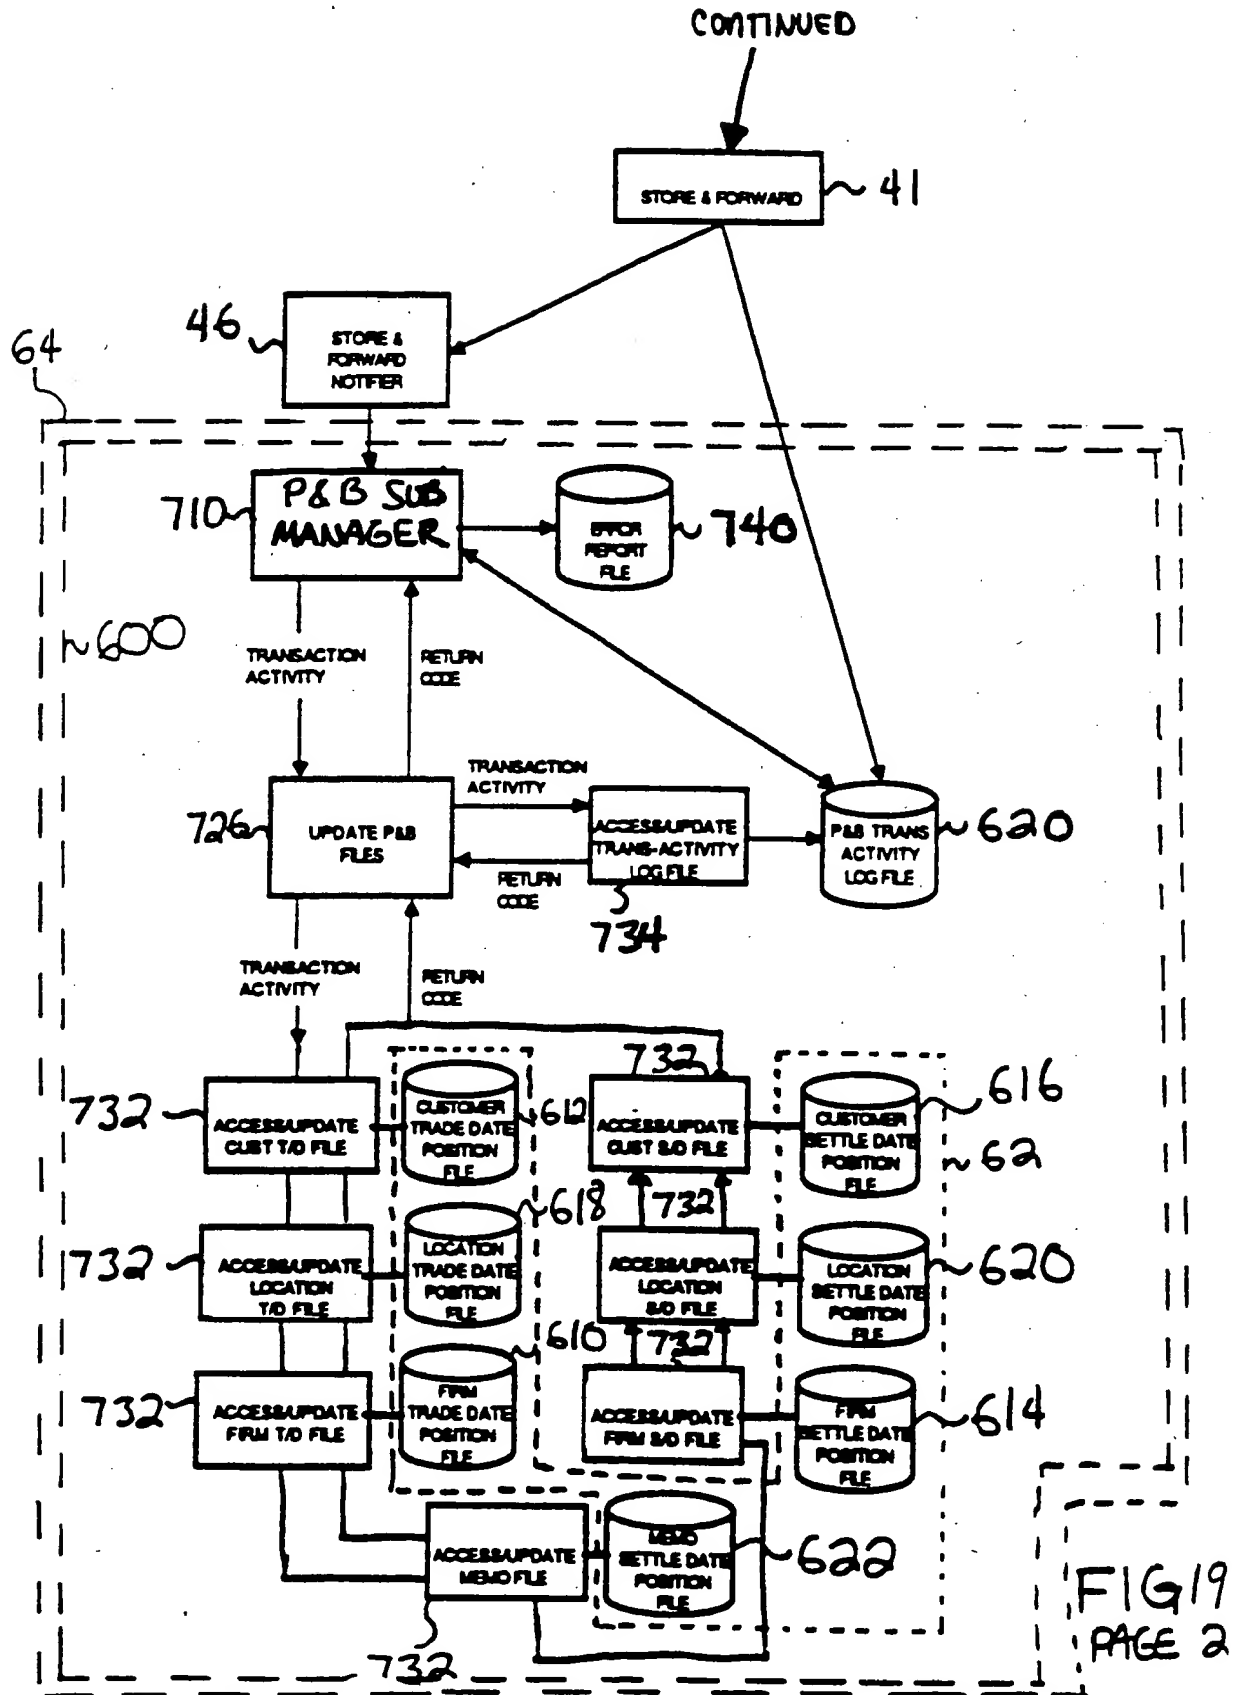 CONTINUED
STORE & FORWARD
41
46
STORE &
FORWARD
NOTIFIER
64
710
P&B SUB
MANAGER
ERROR
REPORT
FILE
740
600
TRANSACTION
ACTIVITY
RETURN
CODE
TRANSACTION
ACTIVITY
726
UPDATE P&B
FILES
ACCESS/UPDATE
TRANS-ACTIVITY
LOG FILE
P&B TRANS
ACTIVITY
LOG FILE
620
RETURN
CODE
734
TRANSACTION
ACTIVITY
RETURN
CODE
732
ACCESS/UPDATE
CUST T/D FILE
CUSTOMER
TRADE DATE
POSITION
FILE
612
732
ACCESS/UPDATE
CUST S/D FILE
CUSTOMER
SETTLE DATE
POSITION
FILE
616
62
732
ACCESS/UPDATE
LOCATION
T/D FILE
LOCATION
TRADE DATE
POSITION
FILE
618
732
ACCESS/UPDATE
LOCATION
S/D FILE
LOCATION
SETTLE DATE
POSITION
FILE
620
732
ACCESS/UPDATE
FIRM T/D FILE
FIRM
TRADE DATE
POSITION
FILE
610
732
ACCESS/UPDATE
FIRM S/D FILE
FIRM
SETTLE DATE
POSITION
FILE
614
ACCESS/UPDATE
MEMO FILE
732
MEMO
SETTLE DATE
POSITION
FILE
622
FIG 19
PAGE 2